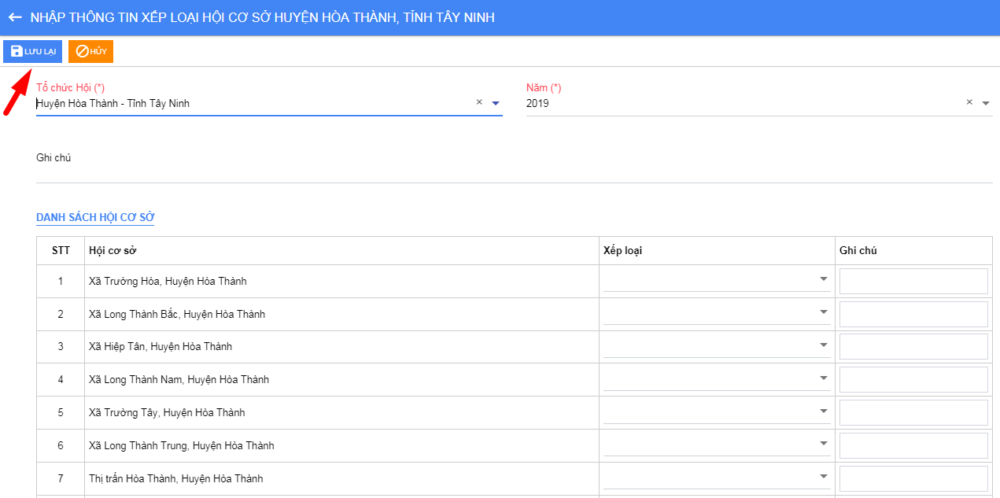 NHẬP THÔNG TIN XẾP LOẠI HỘI CƠ SỞ HUYỆN HÒA THÀNH, TỈNH TÂY NINH
LƯU LẠI HỦY
Tổ chức Hội (*) Năm (*)
Huyện Hòa Thành - Tỉnh Tây Ninh 2019
Ghi chú
DANH SÁCH HỘI CƠ SỞ
STT Hội cơ sở Xếp loại Ghi chú
1 Xã Trường Hòa, Huyện Hòa Thành
2 Xã Long Thành Bắc, Huyện Hòa Thành
3 Xã Hiệp Tân, Huyện Hòa Thành
4 Xã Long Thành Nam, Huyện Hòa Thành
5 Xã Trường Tây, Huyện Hòa Thành
6 Xã Long Thành Trung, Huyện Hòa Thành
7 Thị trấn Hòa Thành, Huyện Hòa Thành